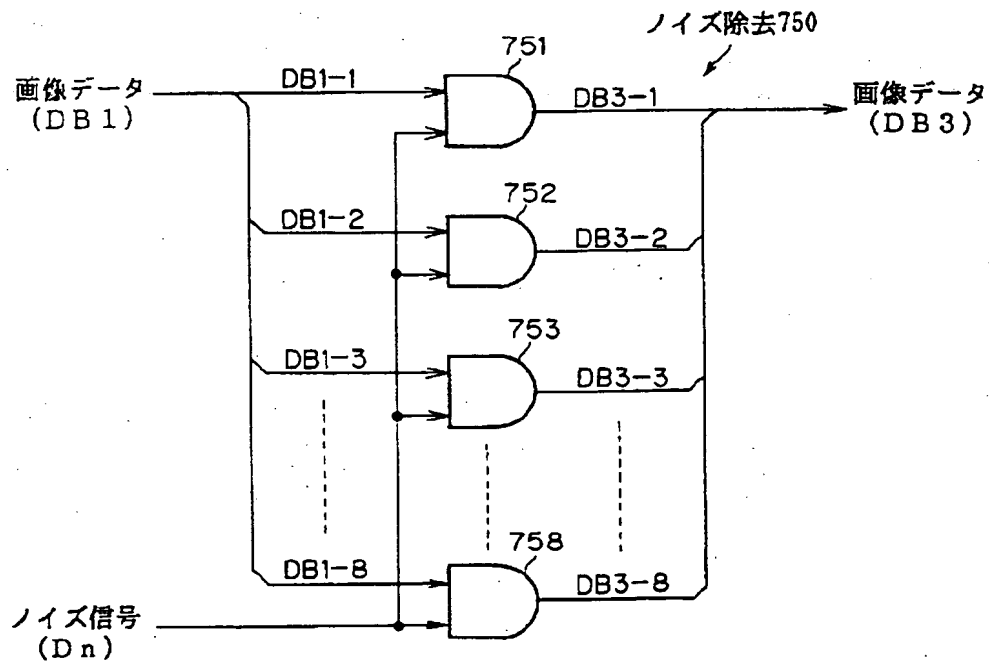 ノイズ除去750
751
画像データ
(DB1)
DB1-1
DB3-1
画像データ
(DB3)
752
DB1-2
DB3-2
753
DB1-3
DB3-3
758
DB1-8
DB3-8
ノイズ信号
(Dn)